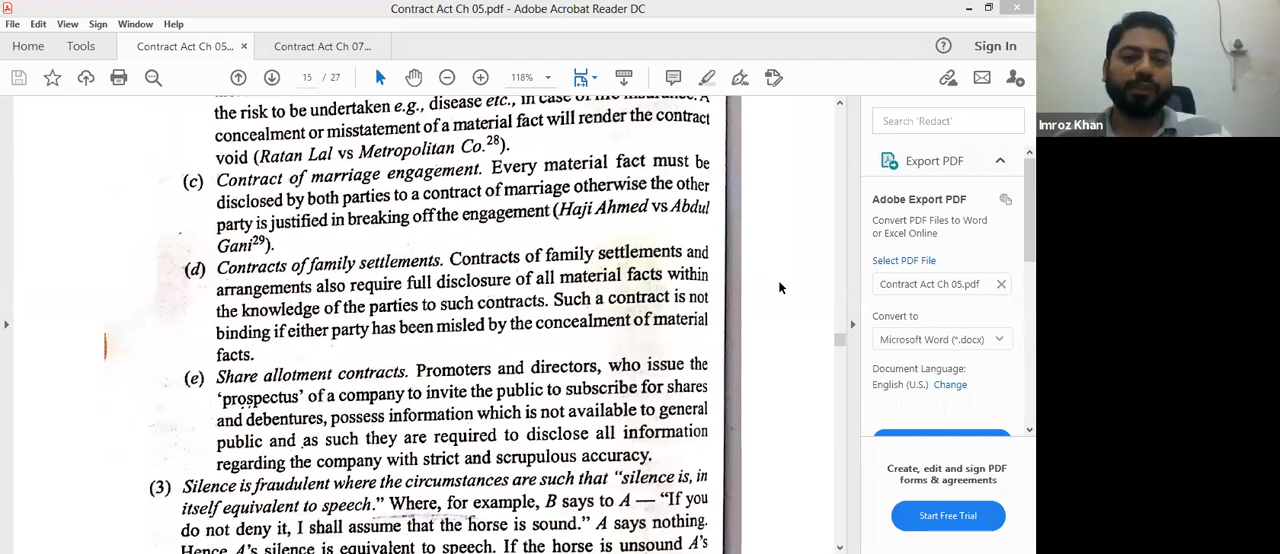 Contract Act Ch 05.pdf - Adobe Acrobat Reader DC
File Edit View Sign Window Help
Home Tools Contract Act Ch 05... × Contract Act Ch 07... Sign In
15 / 27 118%
the risk to be undertaken e.g., disease etc., in case of life insurance. A
concealment or misstatement of a material fact will render the contract
void (Ratan Lal vs Metropolitan Co.28).
(c) Contract of marriage engagement. Every material fact must be
disclosed by both parties to a contract of marriage otherwise the other
party is justified in breaking off the engagement (Haji Ahmed vs Abdul
Gani29).
(d) Contracts of family settlements. Contracts of family settlements and
arrangements also require full disclosure of all material facts within
the knowledge of the parties to such contracts. Such a contract is not
binding if either party has been misled by the concealment of material
facts.
(e) Share allotment contracts. Promoters and directors, who issue the
‘prospectus’ of a company to invite the public to subscribe for shares
and debentures, possess information which is not available to general
public and as such they are required to disclose all information
regarding the company with strict and scrupulous accuracy.
(3) Silence is fraudulent where the circumstances are such that “silence is, in
itself equivalent to speech.” Where, for example, B says to A — “If you
do not deny it, I shall assume that the horse is sound.” A says nothing.
Hence A’s silence is equivalent to speech. If the horse is unsound A’s
Search 'Redact'
Export PDF
Adobe Export PDF
Convert PDF Files to Word
or Excel Online
Select PDF File
Contract Act Ch 05.pdf ×
Convert to
Microsoft Word (*.docx)
Document Language:
English (U.S.) Change
Create, edit and sign PDF
forms & agreements
Start Free Trial
Imroz Khan